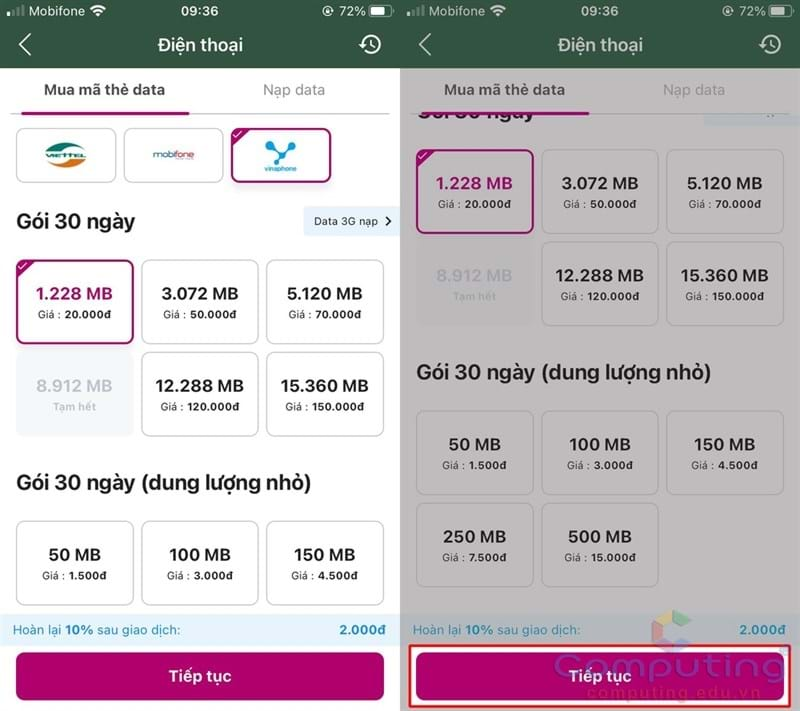 Mobifone 09:36 72%
Điện thoại
Mua mã thẻ data Nạp data
VIETTEL mobifone vinaphone
Gói 30 ngày Data 3G nạp
1.228 MB 3.072 MB 5.120 MB
Giá : 20.000đ Giá : 50.000đ Giá : 70.000đ
8.912 MB 12.288 MB 15.360 MB
Tạm hết Giá : 120.000đ Giá : 150.000đ
Gói 30 ngày (dung lượng nhỏ)
50 MB 100 MB 150 MB
Giá : 1.500đ Giá : 3.000đ Giá : 4.500đ
Hoàn lại 10% sau giao dịch: 2.000đ
Tiếp tục
Mobifone 09:36 72%
Điện thoại
Mua mã thẻ data Nạp data
1.228 MB 3.072 MB 5.120 MB
Giá : 20.000đ Giá : 50.000đ Giá : 70.000đ
8.912 MB 12.288 MB 15.360 MB
Tạm hết Giá : 120.000đ Giá : 150.000đ
Gói 30 ngày (dung lượng nhỏ)
50 MB 100 MB 150 MB
Giá : 1.500đ Giá : 3.000đ Giá : 4.500đ
250 MB 500 MB
Giá : 7.500đ Giá : 15.000đ
Hoàn lại 10% sau giao dịch: 2.000đ
Tiếp tục
Computing
computing.edu.vn